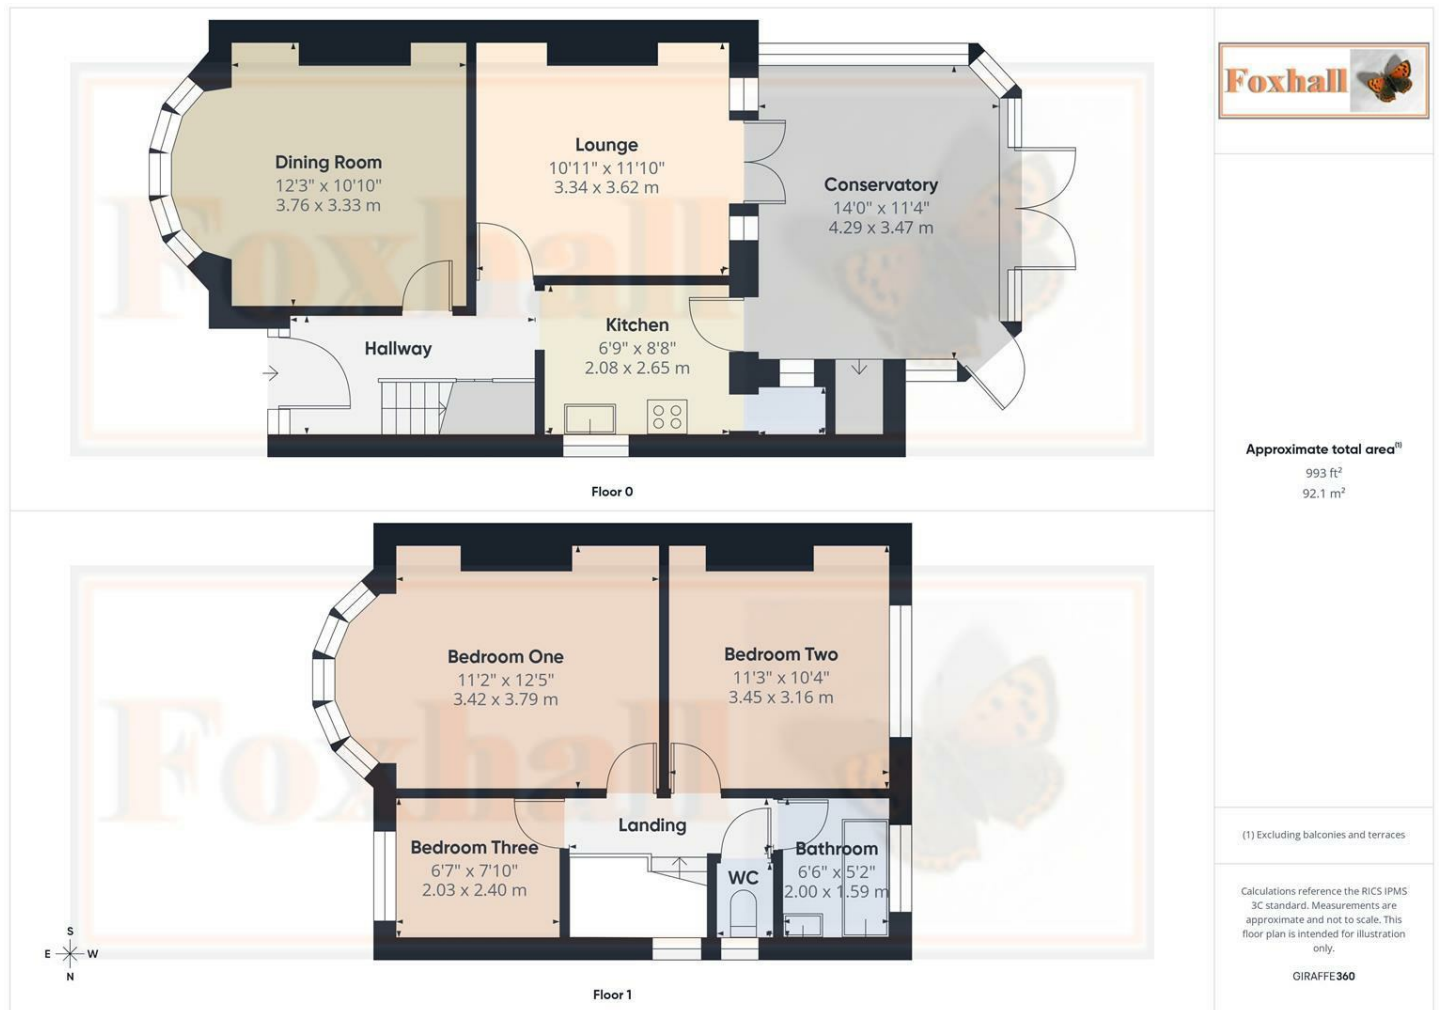 Dining Room
12'3" x 10'10"
3.76 x 3.33 m
Lounge
10'11" x 11'10"
3.34 x 3.62 m
Conservatory
14'0" x 11'4"
4.29 x 3.47 m
Hallway
Kitchen
6'9" x 8'8"
2.08 x 2.65 m
Foxhall
Floor 0
Bedroom One
11'2" x 12'5"
3.42 x 3.79 m
Bedroom Two
11'3" x 10'4"
3.45 x 3.16 m
Landing
Bedroom Three
6'7" x 7'10"
2.03 x 2.40 m
WC
Bathroom
6'6" x 5'2"
2.00 x 1.59 m
Foxhall
S
E W
N
Floor 1
Foxhall
Approximate total area(1)
993 ft²
92.1 m²
(1) Excluding balconies and terraces
Calculations reference the RICS IPMS
3C standard. Measurements are
approximate and not to scale. This
floor plan is intended for illustration
only.
GIRAFFE360